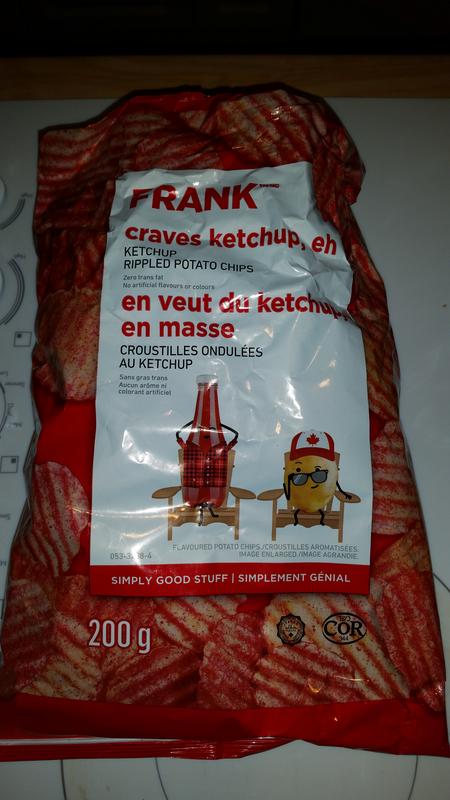 FRANK
craves ketchup, eh
KETCHUP
RIPPLED POTATO CHIPS
Zero trans fat
No artificial flavours or colours
en veut du ketchup,
en masse
CROUSTILLES ONDULÉES
AU KETCHUP
Sans gras trans
Aucun arôme ni
colorant artificiel
FLAVOURED POTATO CHIPS./CROUSTILLES AROMATISÉES.
IMAGE ENLARGED./IMAGE AGRANDIE.
SIMPLY GOOD STUFF | SIMPLEMENT GÉNIAL
200 g
COR